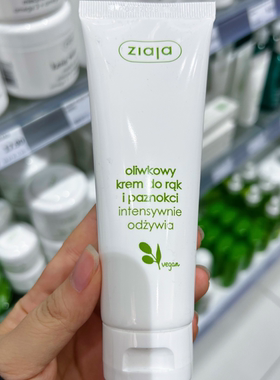 ziaja
oliwkowy
krem do rąk
i paznokci
intensywnie
odżywia
vegan